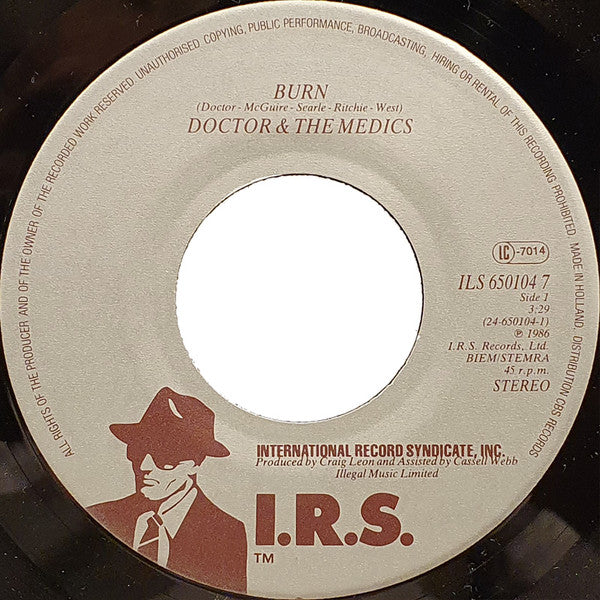 ALL RIGHTS OF THE PRODUCER AND OF THE OWNER OF THE RECORDED WORK RESERVED. UNAUTHORISED COPYING, PUBLIC PERFORMANCE, BROADCASTING, HIRING OR RENTAL OF THIS RECORDING PROHIBITED. MADE IN HOLLAND. DISTRIBUTION CBS RECORDS
BURN
(Doctor - McGuire - Searle - Ritchie - West)
DOCTOR & THE MEDICS
LC -7014
ILS 650104 7
Side 1
3:29
(24-650104-1)
℗ 1986
I.R.S. Records, Ltd.
BIEM/STEMRA
45 r.p.m.
STEREO
INTERNATIONAL RECORD SYNDICATE, INC.
Produced by Craig Leon and Assisted by Cassell Webb
Illegal Music Limited
I.R.S.
TM